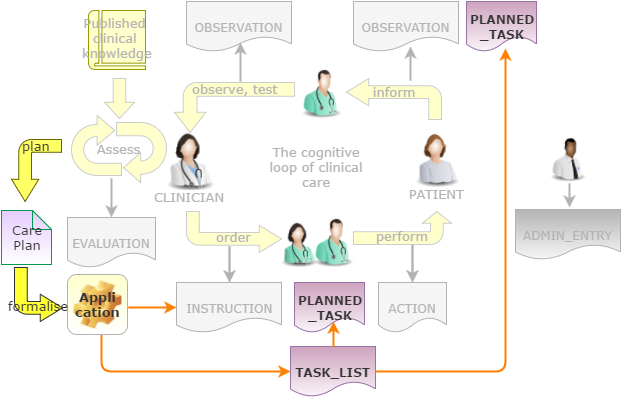 Published
clinical
knowledge
OBSERVATION
OBSERVATION
PLANNED
_TASK
observe, test
inform
plan
Assess
The cognitive
loop of clinical
care
CLINICIAN
PATIENT
Care
Plan
EVALUATION
order
perform
ADMIN_ENTRY
formalise
Appli
cation
INSTRUCTION
PLANNED
_TASK
ACTION
TASK_LIST